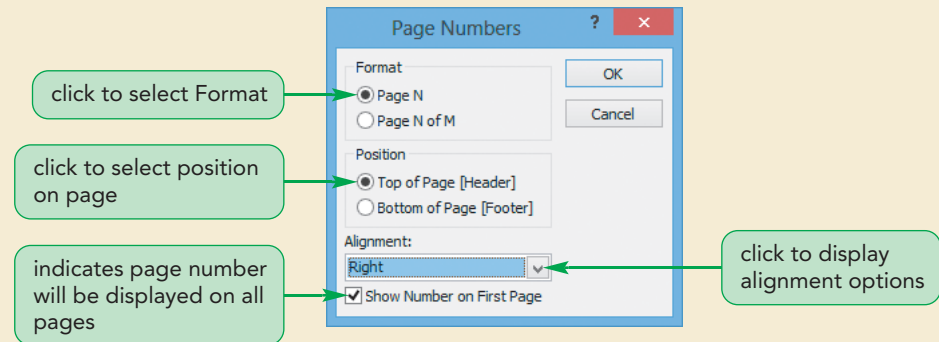 Page Numbers
?
Format
OK
click to select Format
Page N
Page N of M
Cancel
Position
click to select position
on page
Top of Page [Header]
Bottom of Page [Footer]
Alignment:
Right
click to display
alignment options
indicates page number
will be displayed on all
pages
Show Number on First Page